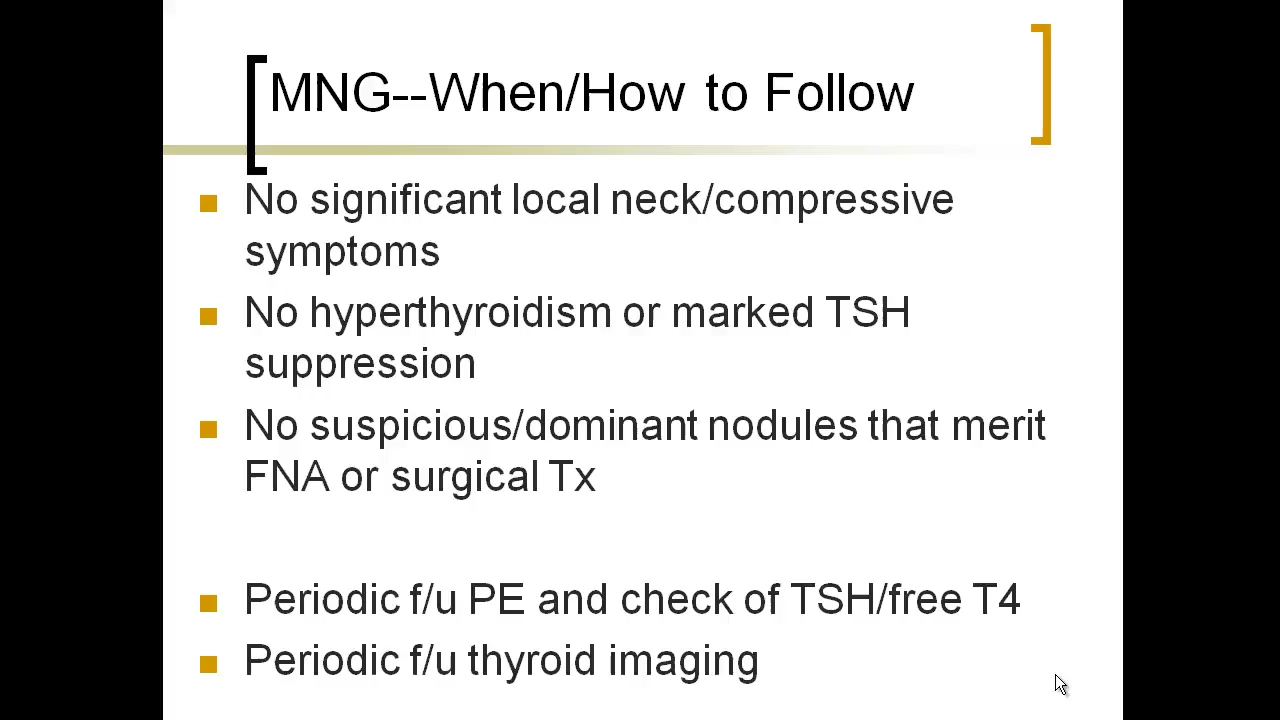 MNG--When/How to Follow
No significant local neck/compressive
symptoms
No hyperthyroidism or marked TSH
suppression
No suspicious/dominant nodules that merit
FNA or surgical Tx
Periodic f/u PE and check of TSH/free T4
Periodic f/u thyroid imaging